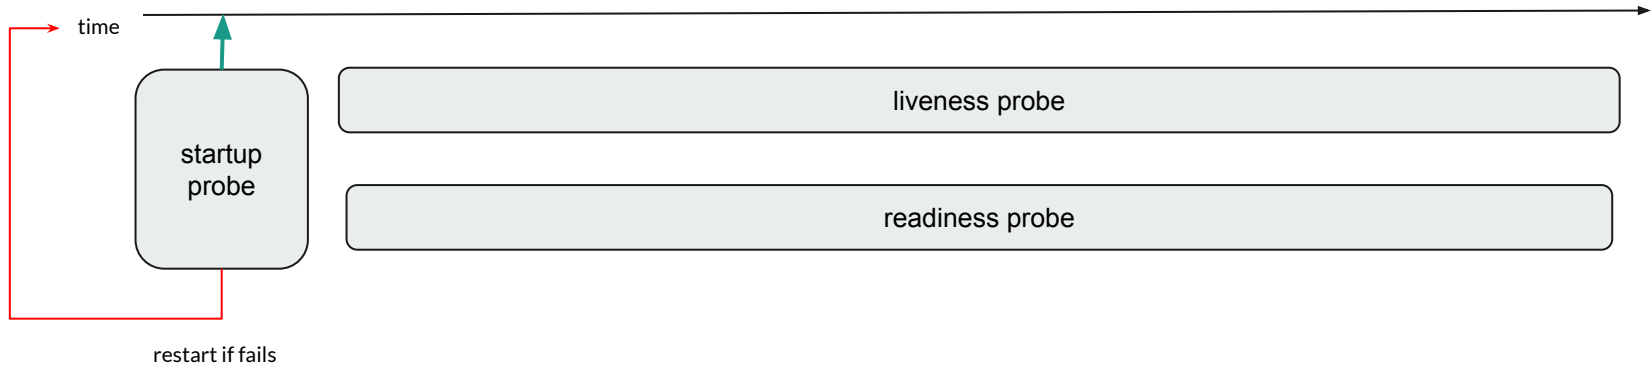 time
liveness probe
startup
probe
readiness probe
restart if fails